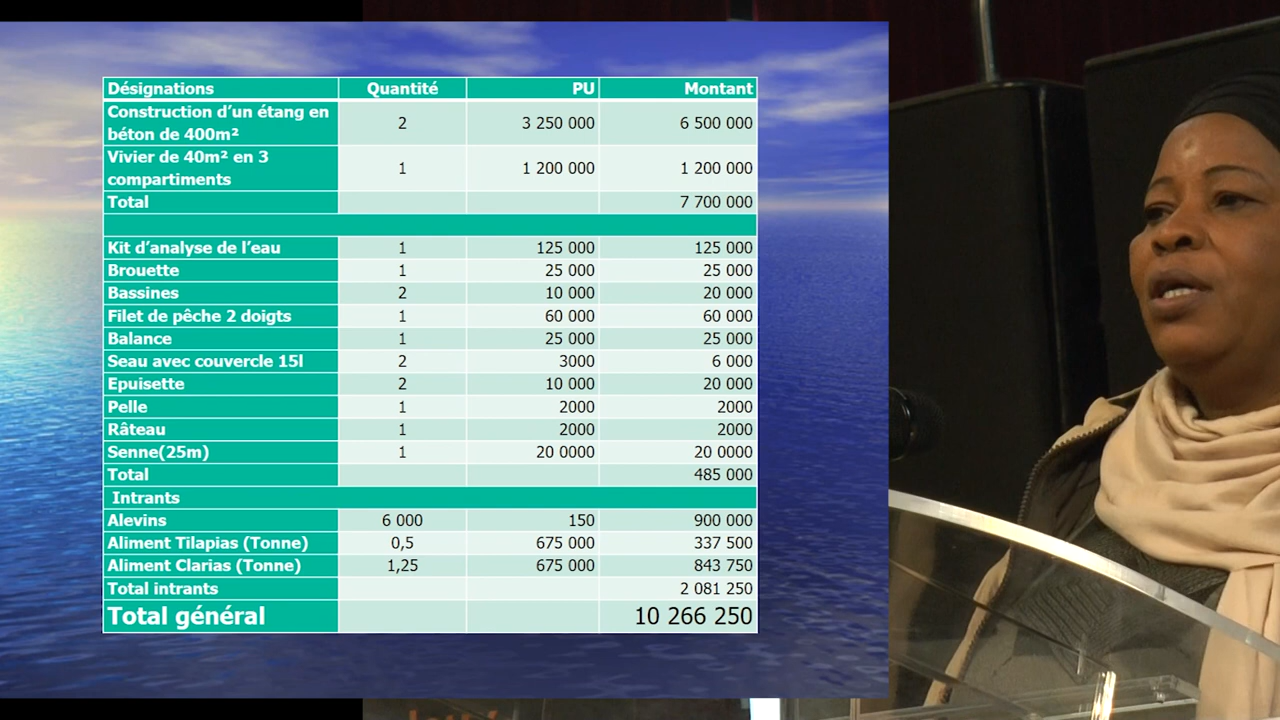 Désignations Quantité PU Montant
Construction d'un étang en
béton de 400m² 2 3 250 000 6 500 000
Vivier de 40m² en 3
compartiments 1 1 200 000 1 200 000
Total 7 700 000
Kit d'analyse de l'eau 1 125 000 125 000
Brouette 1 25 000 25 000
Bassines 2 10 000 20 000
Filet de pêche 2 doigts 1 60 000 60 000
Balance 1 25 000 25 000
Seau avec couvercle 15l 2 3000 6 000
Epuisette 2 10 000 20 000
Pelle 1 2000 2000
Râteau 1 2000 2000
Senne(25m) 1 20 0000 20 0000
Total 485 000
Intrants
Alevins 6 000 150 900 000
Aliment Tilapias (Tonne) 0,5 675 000 337 500
Aliment Clarias (Tonne) 1,25 675 000 843 750
Total intrants 2 081 250
Total général 10 266 250